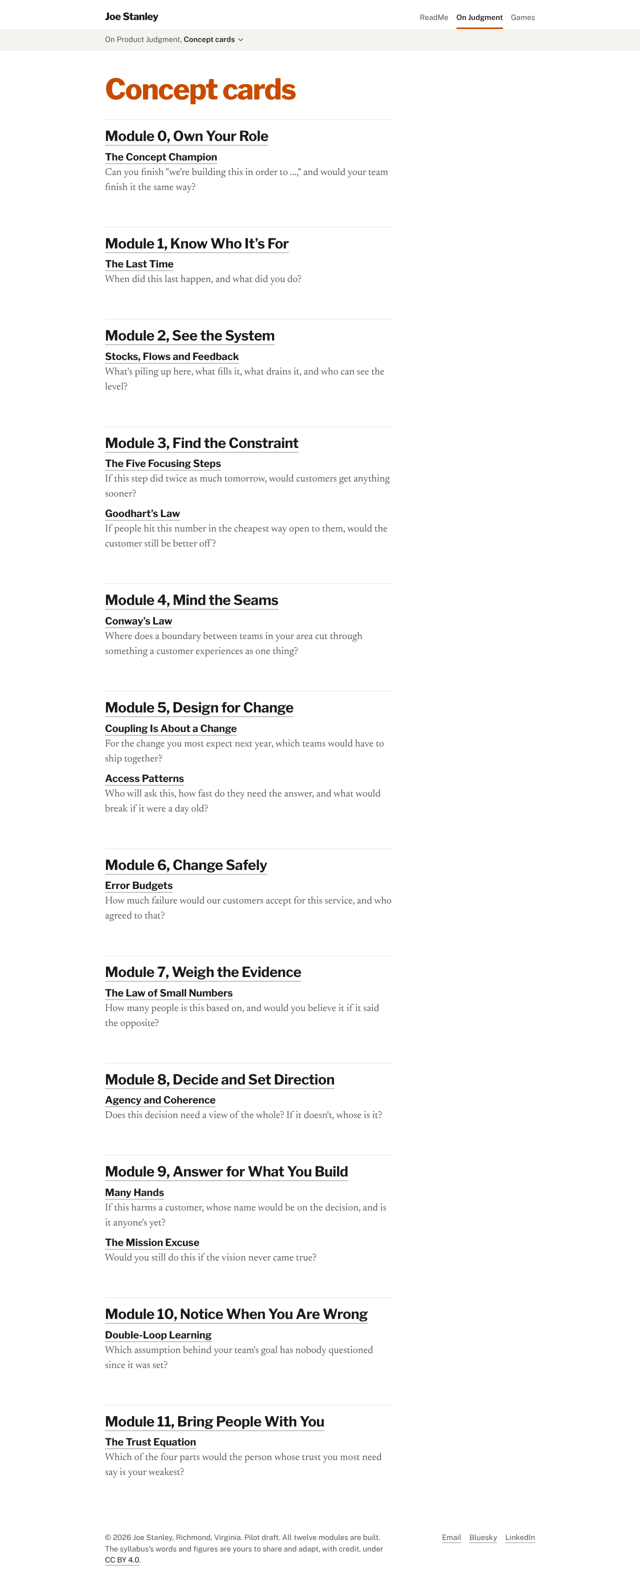 Joe Stanley
ReadMe On Judgment Games
On Product Judgment, Concept cards
Concept cards
Module 0, Own Your Role
The Concept Champion
Can you finish “we’re building this in order to …,” and would your team
finish it the same way?
Module 1, Know Who It’s For
The Last Time
When did this last happen, and what did you do?
Module 2, See the System
Stocks, Flows and Feedback
What’s piling up here, what fills it, what drains it, and who can see the
level?
Module 3, Find the Constraint
The Five Focusing Steps
If this step did twice as much tomorrow, would customers get anything
sooner?
Goodhart’s Law
If people hit this number in the cheapest way open to them, would the
customer still be better off?
Module 4, Mind the Seams
Conway’s Law
Where does a boundary between teams in your area cut through
something a customer experiences as one thing?
Module 5, Design for Change
Coupling Is About a Change
For the change you most expect next year, which teams would have to
ship together?
Access Patterns
Who will ask this, how fast do they need the answer, and what would
break if it were a day old?
Module 6, Change Safely
Error Budgets
How much failure would our customers accept for this service, and who
agreed to that?
Module 7, Weigh the Evidence
The Law of Small Numbers
How many people is this based on, and would you believe it if it said
the opposite?
Module 8, Decide and Set Direction
Agency and Coherence
Does this decision need a view of the whole? If it doesn’t, whose is it?
Module 9, Answer for What You Build
Many Hands
If this harms a customer, whose name would be on the decision, and is
it anyone’s yet?
The Mission Excuse
Would you still do this if the vision never came true?
Module 10, Notice When You Are Wrong
Double-Loop Learning
Which assumption behind your team’s goal has nobody questioned
since it was set?
Module 11, Bring People With You
The Trust Equation
Which of the four parts would the person whose trust you most need
say is your weakest?
© 2026 Joe Stanley, Richmond, Virginia. Pilot draft. All twelve modules are built.
The syllabus’s words and figures are yours to share and adapt, with credit, under
CC BY 4.0.
Email Bluesky LinkedIn